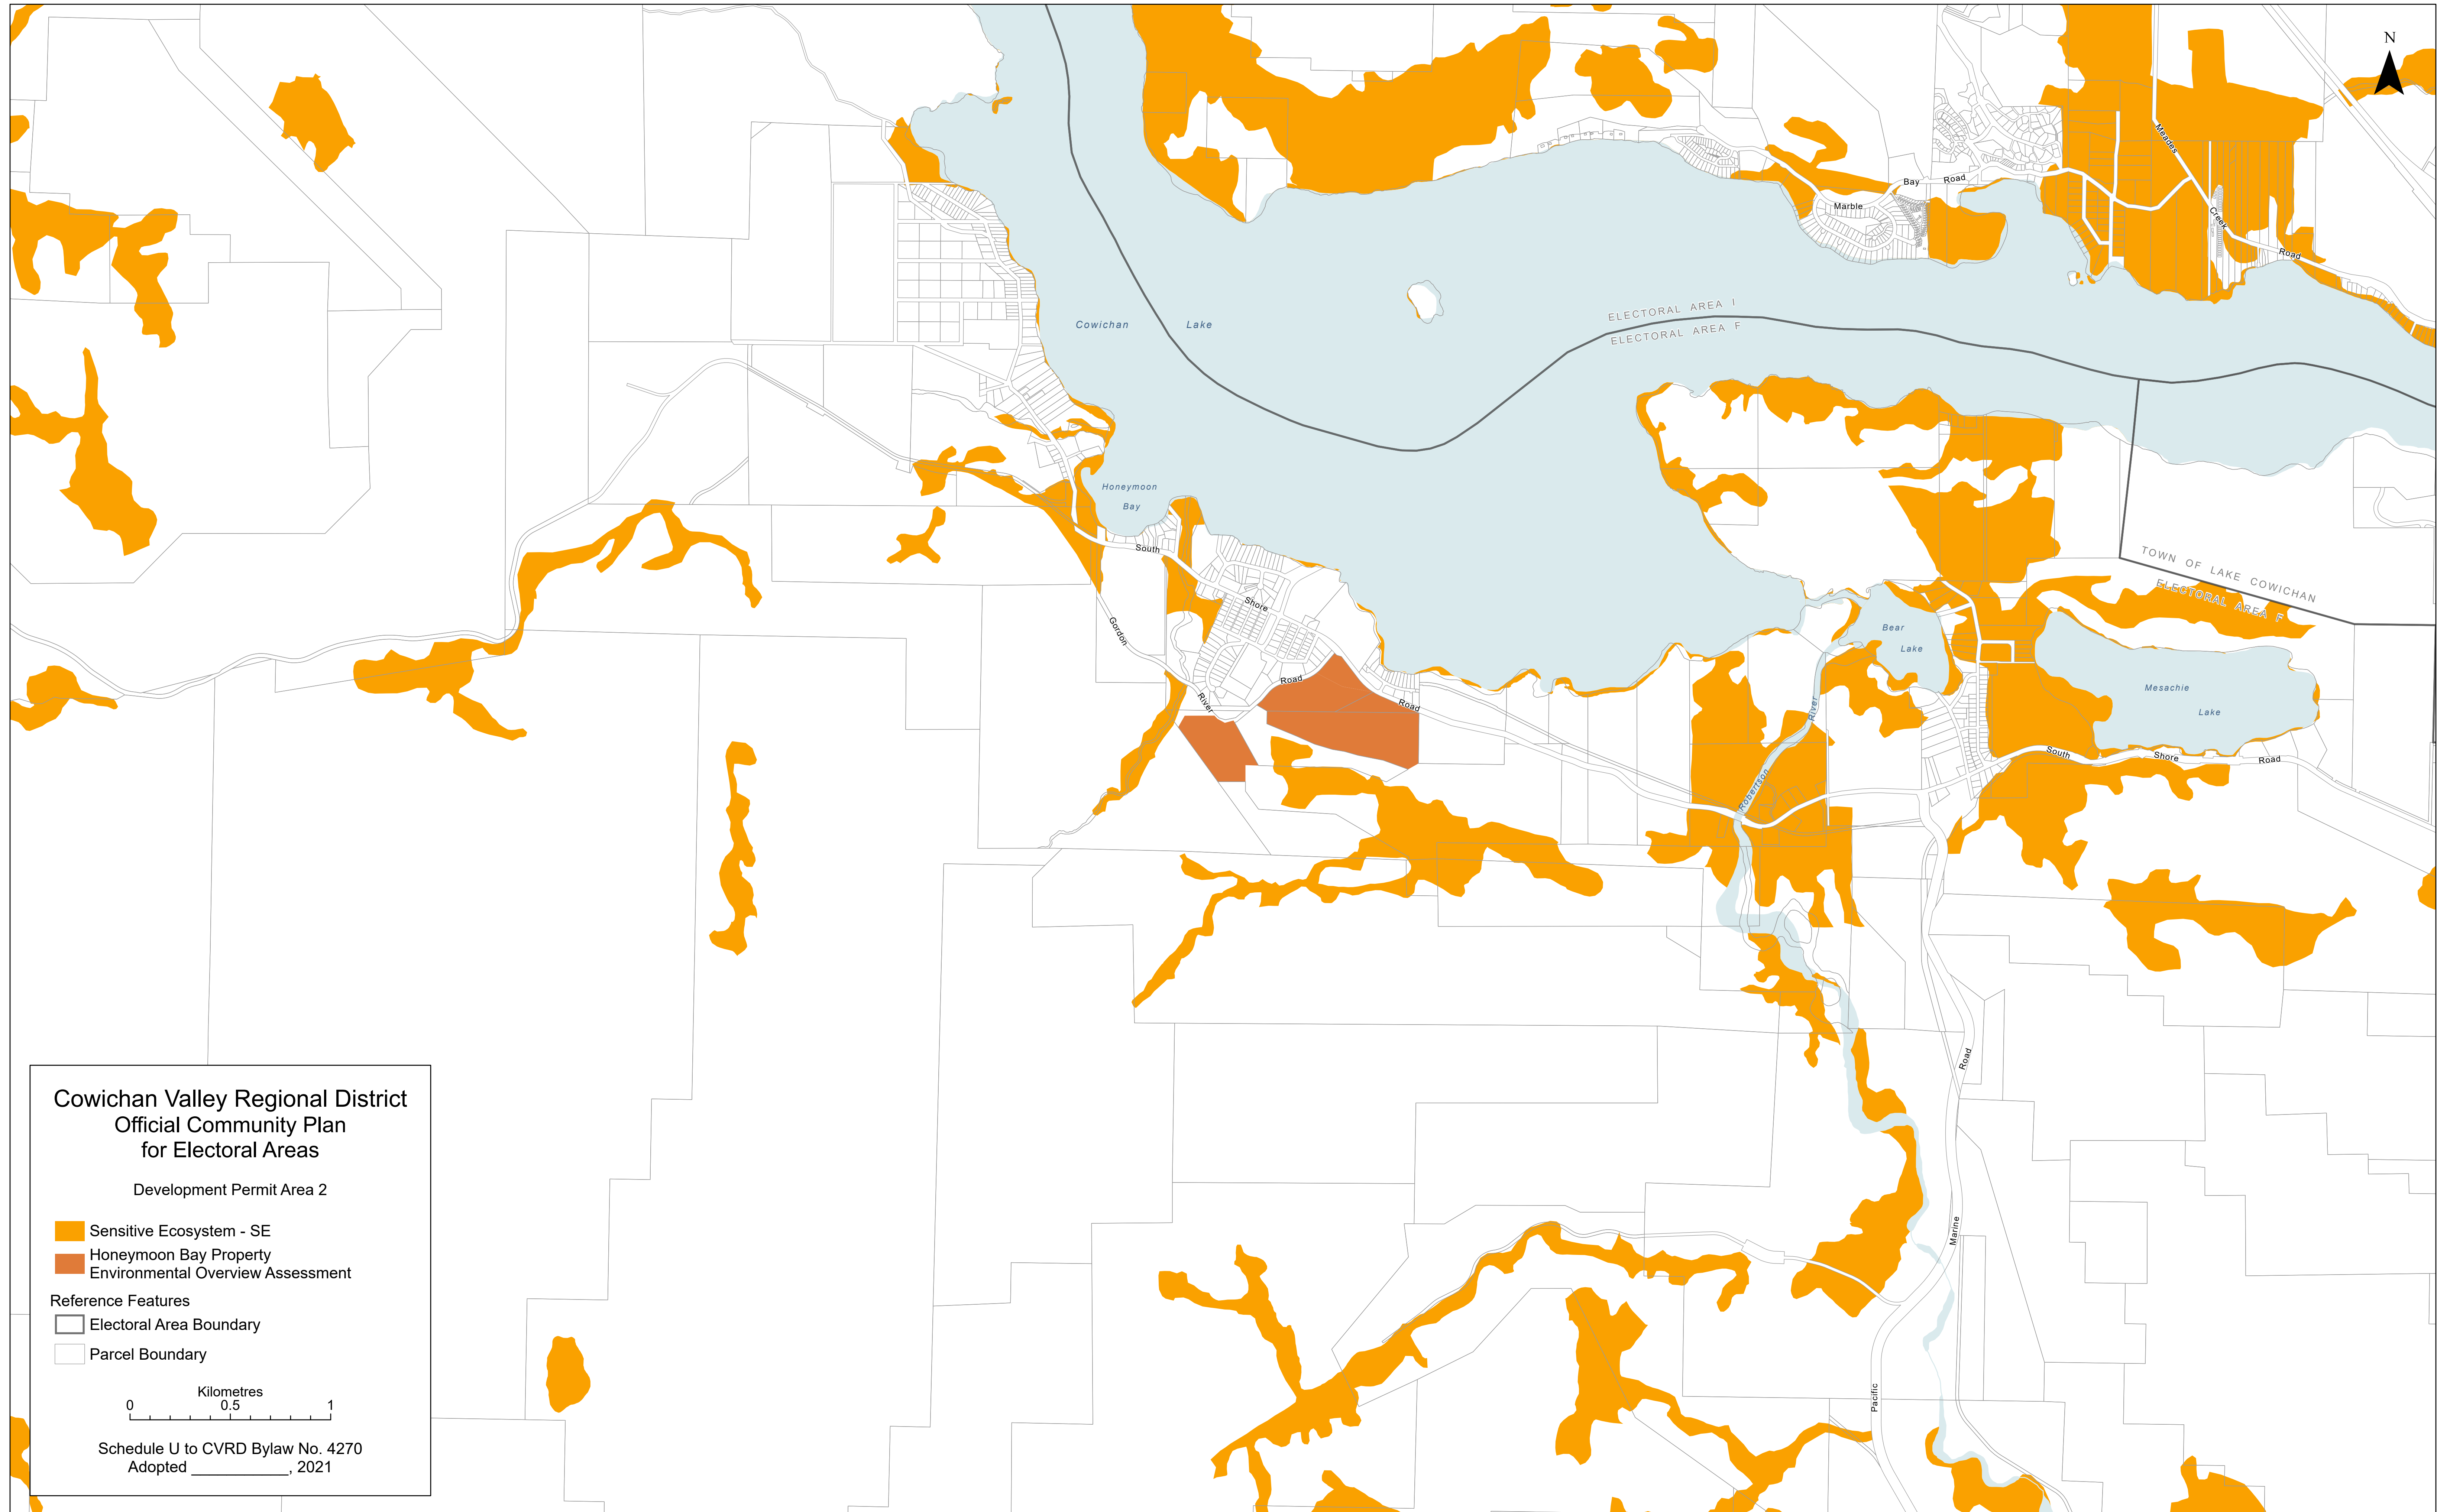 N
Meades
Creek
Road
Bay Road
Marble
ELECTORAL AREA I
ELECTORAL AREA F
Cowichan Lake
Honeymoon
Bay
South
Shore
Road
Gordon
River
Road
TOWN OF LAKE COWICHAN
ELECTORAL AREA F
Bear
Lake
Mesachie
Lake
River
Robertson
South Shore Road
Road
Marine
Pacific
Cowichan Valley Regional District
Official Community Plan
for Electoral Areas
Development Permit Area 2
Sensitive Ecosystem - SE
Honeymoon Bay Property
Environmental Overview Assessment
Reference Features
Electoral Area Boundary
Parcel Boundary
Kilometres
0 0.5 1
Schedule U to CVRD Bylaw No. 4270
Adopted ___________, 2021